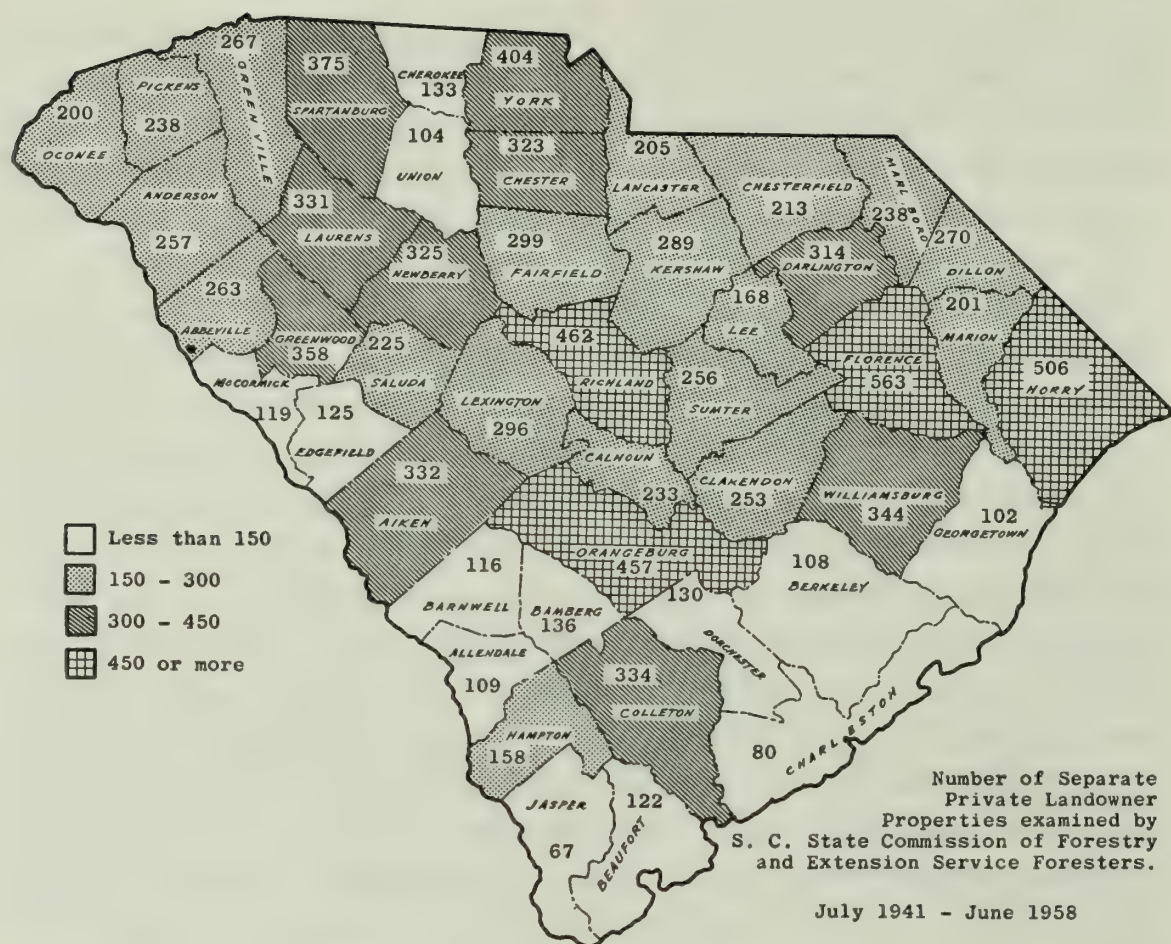 267
GREENVILLE
375
SPARTANBURG
CHEROKEE
133
404
YORK
PICKENS
238
200
OCONEE
104
UNION
323
CHESTER
205
LANCASTER
CHESTERFIELD
213
MARLBORO
238
ANDERSON
257
331
LAURENS
325
NEWBERRY
299
FAIRFIELD
289
KERSHAW
314
DARLINGTON
270
DILLON
263
ABBEVILLE
GREENWOOD
358
225
SALUDA
462
RICHLAND
168
LEE
FLORENCE
563
201
MARION
506
HORRY
McCORMICK
119
125
EDGEFIELD
LEXINGTON
296
256
SUMTER
332
AIKEN
CALHOUN
233
CLARENDON
253
WILLIAMSBURG
344
102
GEORGETOWN
Less than 150
150 - 300
300 - 450
450 or more
116
BARNWELL
BAMBERG
136
ORANGEBURG
457
130
DORCHESTER
108
BERKELEY
ALLENDALE
109
334
COLLETON
HAMPTON
158
80
CHARLESTON
JASPER
67
122
BEAUFORT
Number of Separate
Private Landowner
Properties examined by
S. C. State Commission of Forestry
and Extension Service Foresters.
July 1941 - June 1958